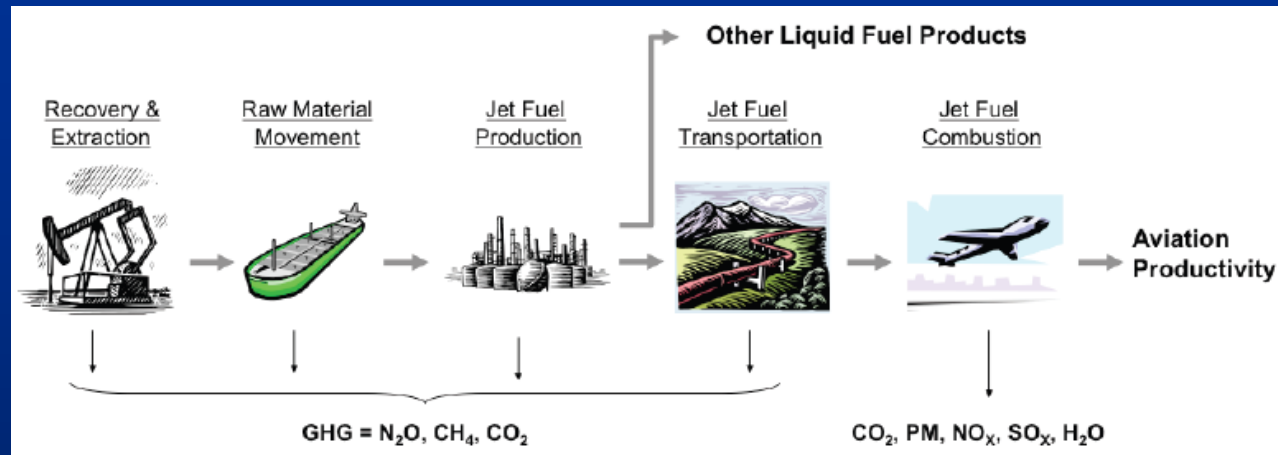 Other Liquid Fuel Products
Recovery &
Extraction
Raw Material
Movement
Jet Fuel
Production
Jet Fuel
Transportation
Jet Fuel
Combustion
Aviation
Productivity
GHG = N₂O, CH₄, CO₂
CO₂, PM, NOₓ, SOₓ, H₂O